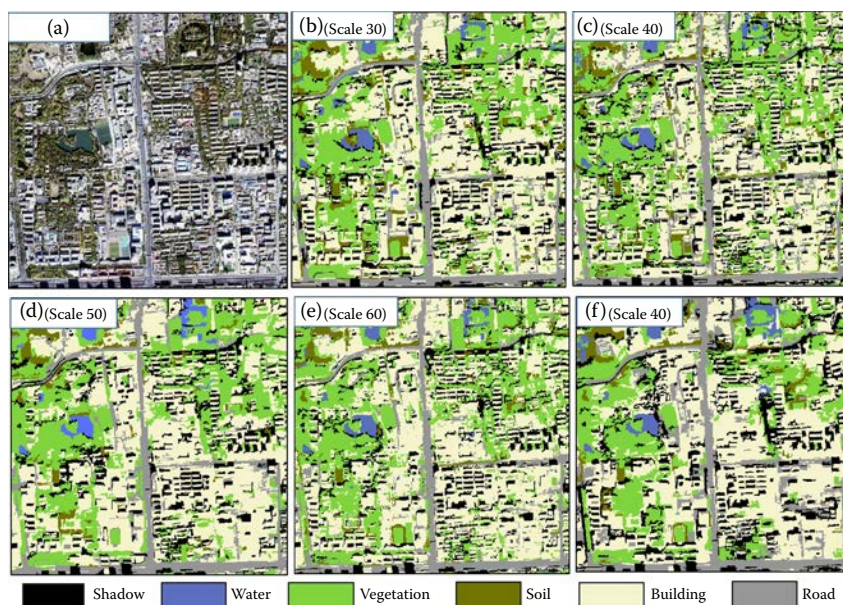 (a)
(b) (Scale 30)
(c) (Scale 40)
(d) (Scale 50)
(e) (Scale 60)
(f) (Scale 40)
Shadow Water Vegetation Soil Building Road